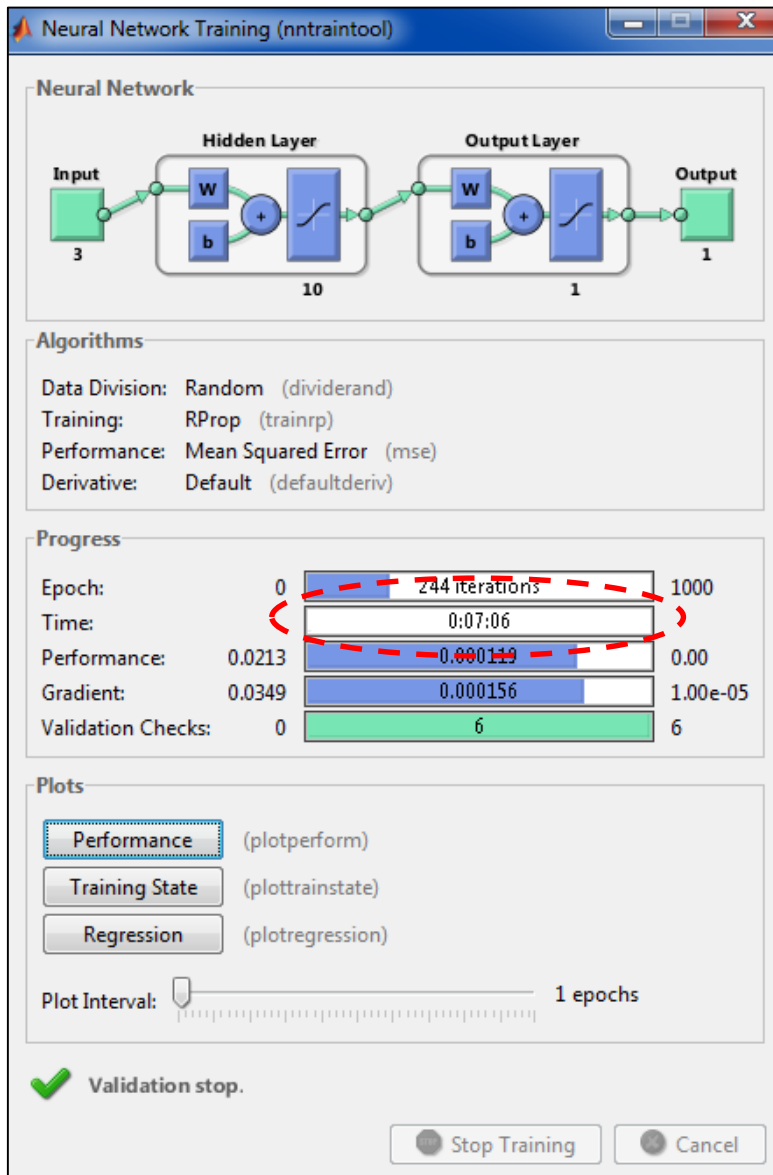 Neural Network Training (nntraintool)
Neural Network
Hidden Layer Output Layer
Input Output
W W
+ +
b b
3 10 1 1
Algorithms
Data Division: Random (dividerand)
Training: RProp (trainrp)
Performance: Mean Squared Error (mse)
Derivative: Default (defaultderiv)
Progress
Epoch: 0 244 iterations 1000
Time: 0:07:06
Performance: 0.0213 0.000119 0.00
Gradient: 0.0349 0.000156 1.00e-05
Validation Checks: 0 6 6
Plots
Performance (plotperform)
Training State (plottrainstate)
Regression (plotregression)
Plot Interval: 1 epochs
Validation stop.
Stop Training Cancel